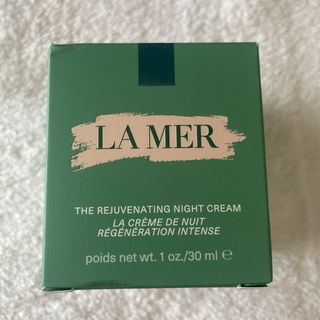 LA MER
THE REJUVENATING NIGHT CREAM
LA CRÈME DE NUIT
RÉGÉNÉRATION INTENSE
poids net wt. 1 oz./30 ml ℮